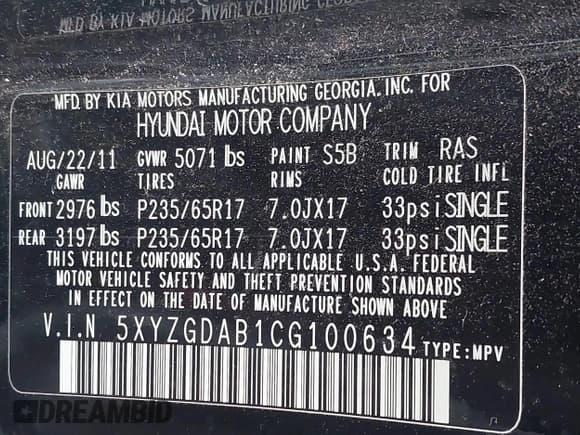 MFD. BY KIA MOTORS MANUFACTURING GEORGIA, INC. FOR
HYUNDAI MOTOR COMPANY
AUG/22/11 GVWR 5071 lbs PAINT S5B TRIM RAS
GAWR TIRES RIMS COLD TIRE INFL
FRONT 2976 lbs P235/65R17 7.0JX17 33psi SINGLE
REAR 3197 lbs P235/65R17 7.0JX17 33psi SINGLE
THIS VEHICLE CONFORMS TO ALL APPLICABLE U.S.A. FEDERAL
MOTOR VEHICLE SAFETY AND THEFT PREVENTION STANDARDS
IN EFFECT ON THE DATE OF MANUFACTURE SHOWN ABOVE
V.I.N 5XYZGDAB1CG100634 TYPE: MPV
DREAMBID